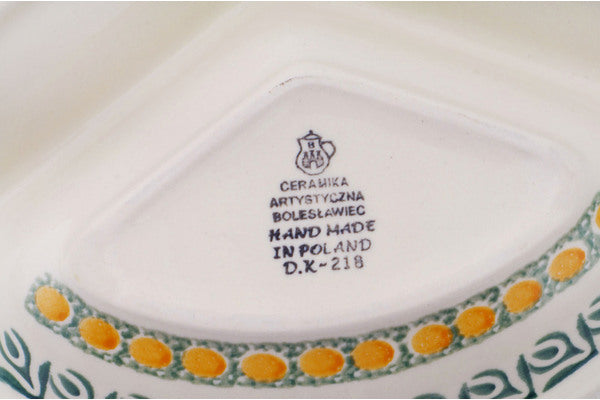 B
CERAMIKA
ARTYSTYCZNA
BOLESŁAWIEC
HAND MADE
IN POLAND
D.K-218